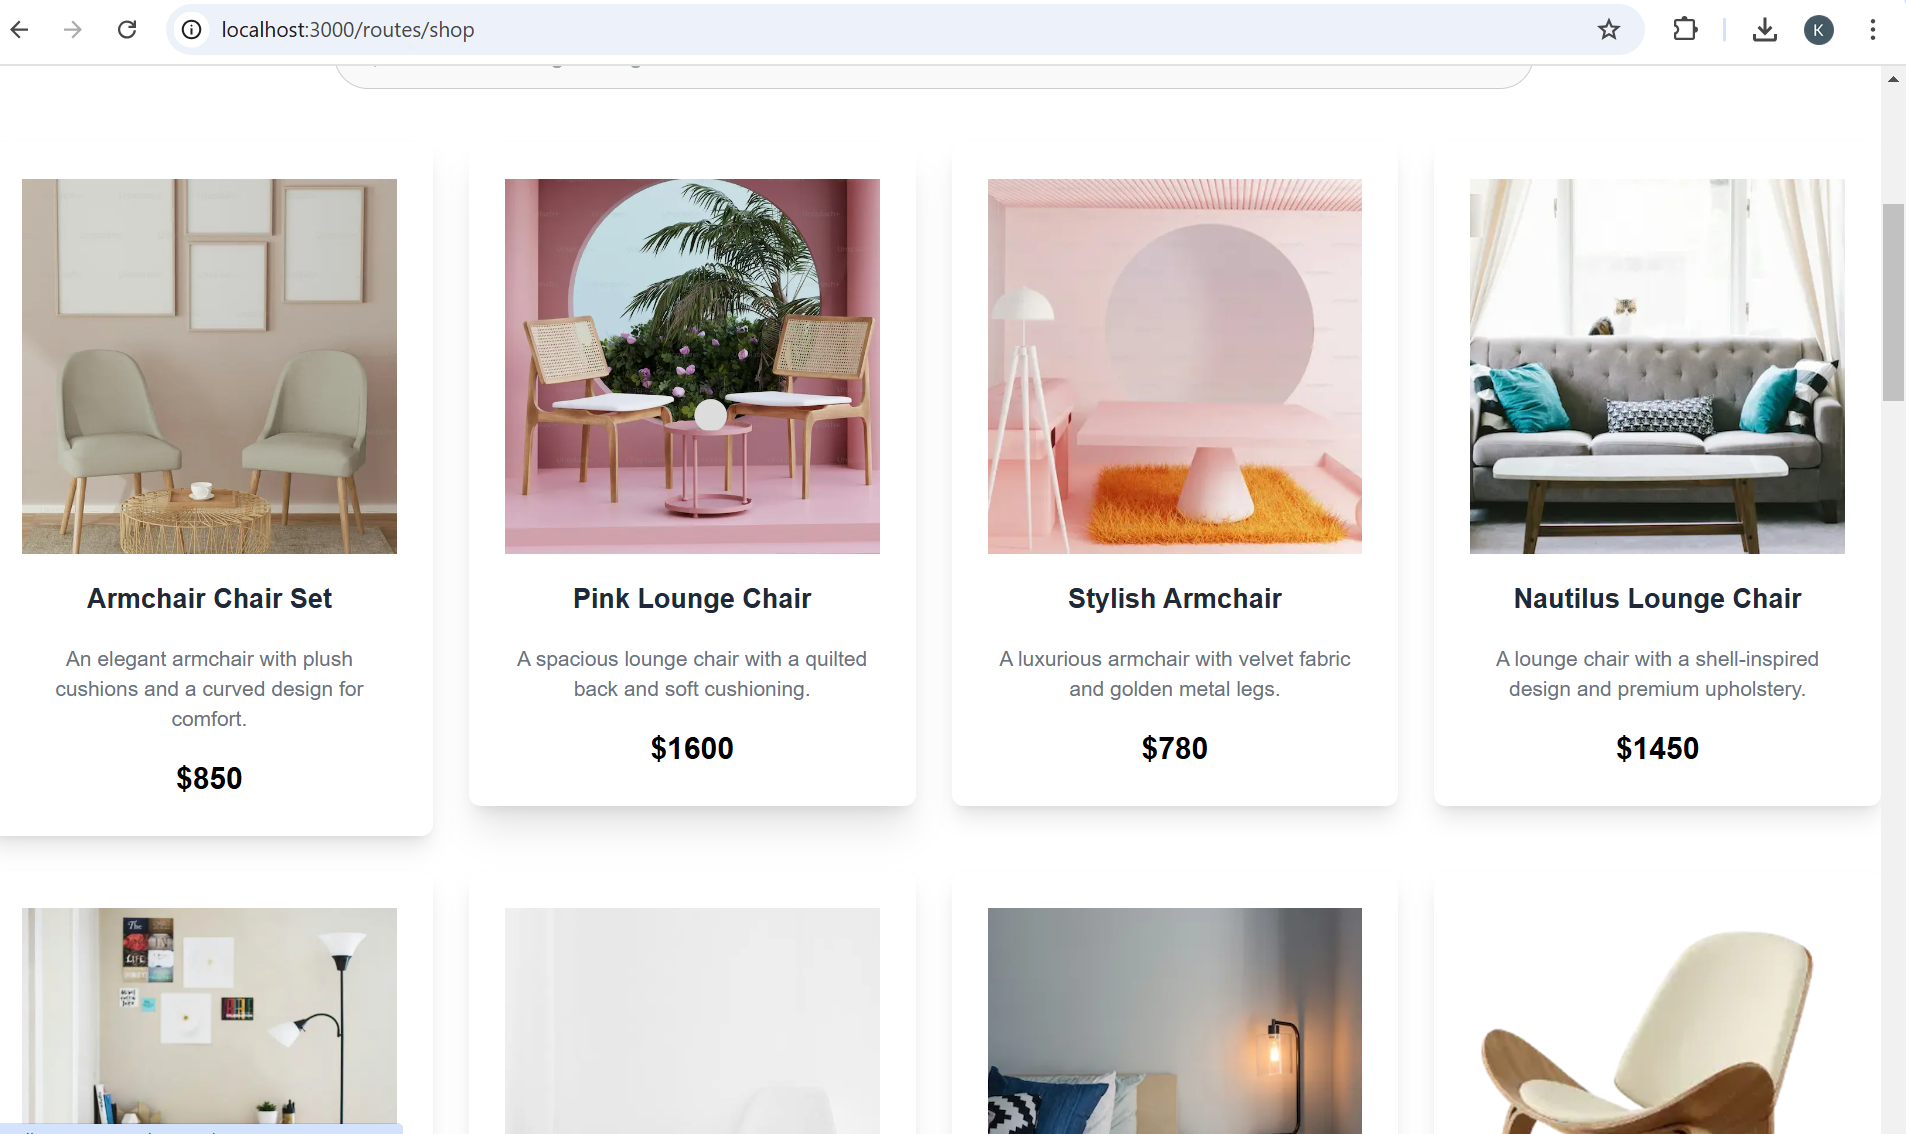 localhost:3000/routes/shop
K
Armchair Chair Set
An elegant armchair with plush
cushions and a curved design for
comfort.
$850
Pink Lounge Chair
A spacious lounge chair with a quilted
back and soft cushioning.
$1600
Stylish Armchair
A luxurious armchair with velvet fabric
and golden metal legs.
$780
Nautilus Lounge Chair
A lounge chair with a shell-inspired
design and premium upholstery.
$1450
The
LIFE